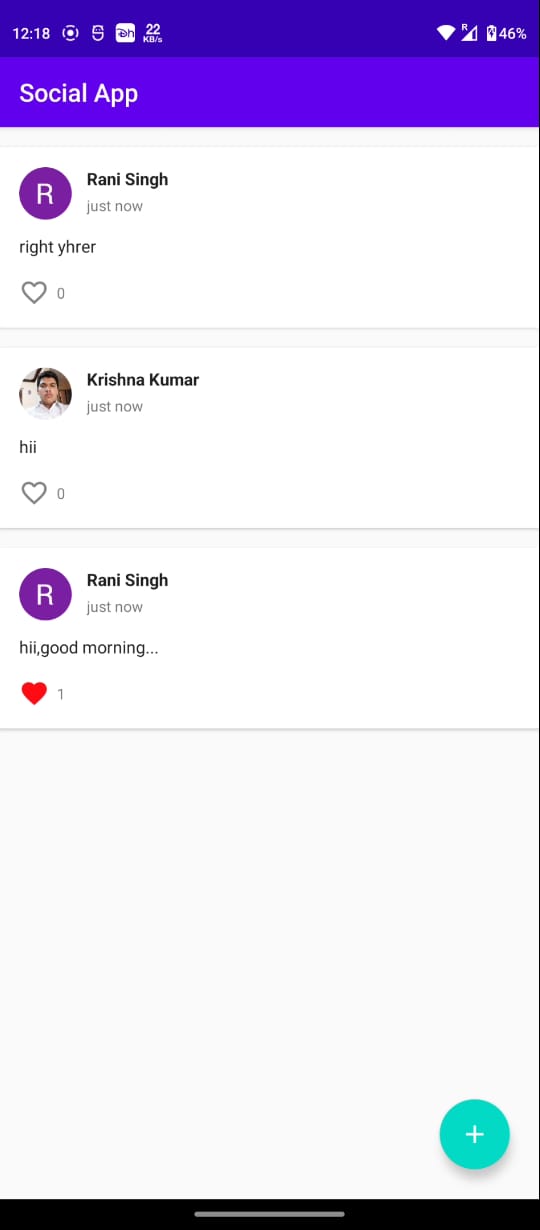 12:18 Dh 22 KB/s R 46%
Social App
R
Rani Singh
just now
right yhrer
0
Krishna Kumar
just now
hii
0
R
Rani Singh
just now
hii,good morning...
1
+